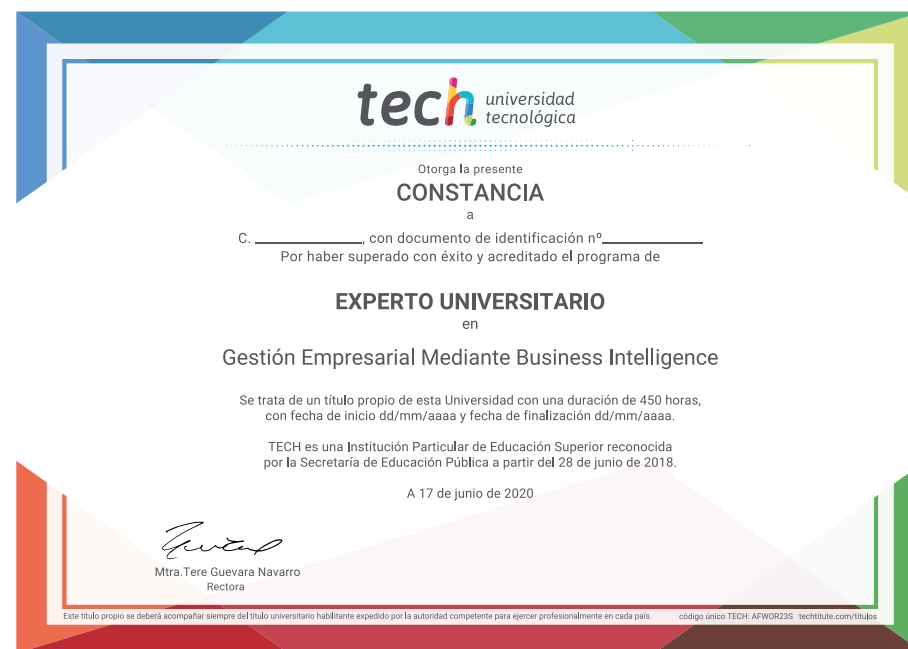 tech universidad
tecnológica
Otorga la presente
CONSTANCIA
a
C. ____________, con documento de identificación nº____________
Por haber superado con éxito y acreditado el programa de
EXPERTO UNIVERSITARIO
en
Gestión Empresarial Mediante Business Intelligence
Se trata de un título propio de esta Universidad con una duración de 450 horas,
con fecha de inicio dd/mm/aaaa y fecha de finalización dd/mm/aaaa.
TECH es una Institución Particular de Educación Superior reconocida
por la Secretaría de Educación Pública a partir del 28 de junio de 2018.
A 17 de junio de 2020
Mtra.Tere Guevara Navarro
Rectora
Este título propio se deberá acompañar siempre del título universitario habilitante expedido por la autoridad competente para ejercer profesionalmente en cada país. código único TECH: AFWOR23S techtitute.com/titulos